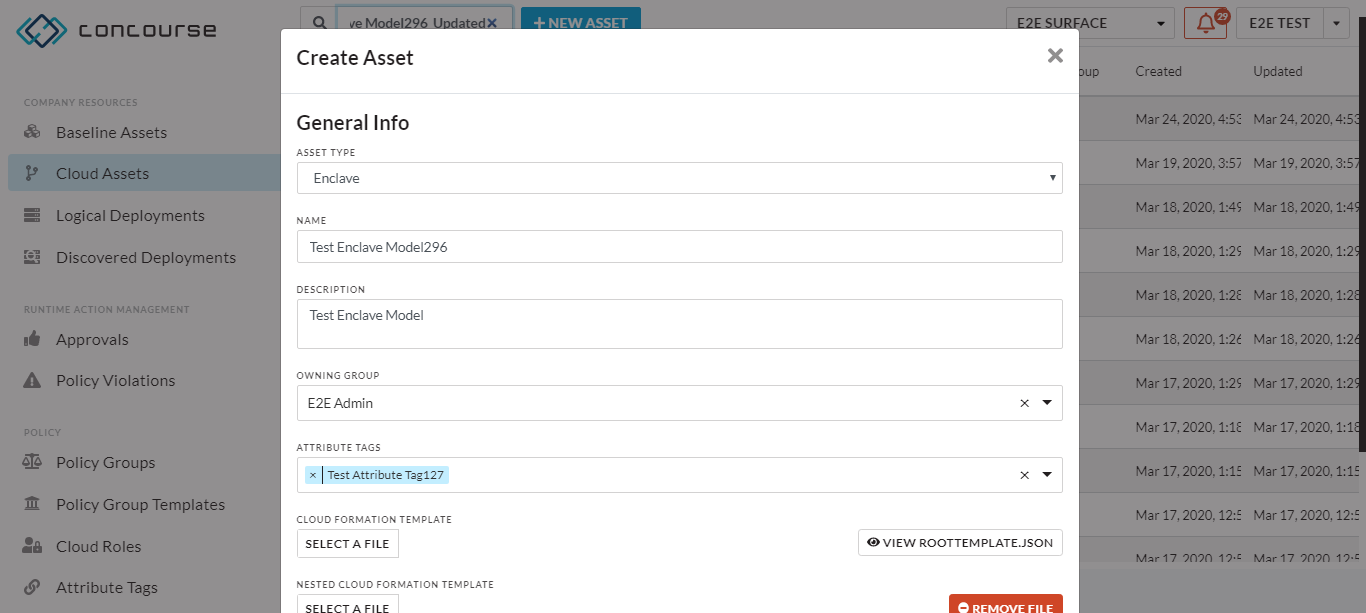 concourse
ve Model296_Updated×
+ NEW ASSET
E2E SURFACE
29
E2E TEST
COMPANY RESOURCES
Baseline Assets
Cloud Assets
Logical Deployments
Discovered Deployments
RUNTIME ACTION MANAGEMENT
Approvals
Policy Violations
POLICY
Policy Groups
Policy Group Templates
Cloud Roles
Attribute Tags
Create Asset
×
General Info
ASSET TYPE
Enclave
NAME
Test Enclave Model296
DESCRIPTION
Test Enclave Model
OWNING GROUP
E2E Admin
×
ATTRIBUTE TAGS
× Test Attribute Tag127
×
CLOUD FORMATION TEMPLATE
SELECT A FILE
VIEW ROOTTEMPLATE.JSON
NESTED CLOUD FORMATION TEMPLATE
SELECT A FILE
REMOVE FILE
oup Created Updated
Mar 24, 2020, 4:53 Mar 24, 2020, 4:53
Mar 19, 2020, 3:57 Mar 19, 2020, 3:57
Mar 18, 2020, 1:49 Mar 18, 2020, 1:49
Mar 18, 2020, 1:29 Mar 18, 2020, 1:29
Mar 18, 2020, 1:28 Mar 18, 2020, 1:28
Mar 18, 2020, 1:26 Mar 18, 2020, 1:26
Mar 17, 2020, 1:29 Mar 17, 2020, 1:29
Mar 17, 2020, 1:18 Mar 17, 2020, 1:18
Mar 17, 2020, 1:15 Mar 17, 2020, 1:15
Mar 17, 2020, 12:5 Mar 17, 2020, 12:5
Mar 17, 2020, 12:5 Mar 17, 2020, 12:5